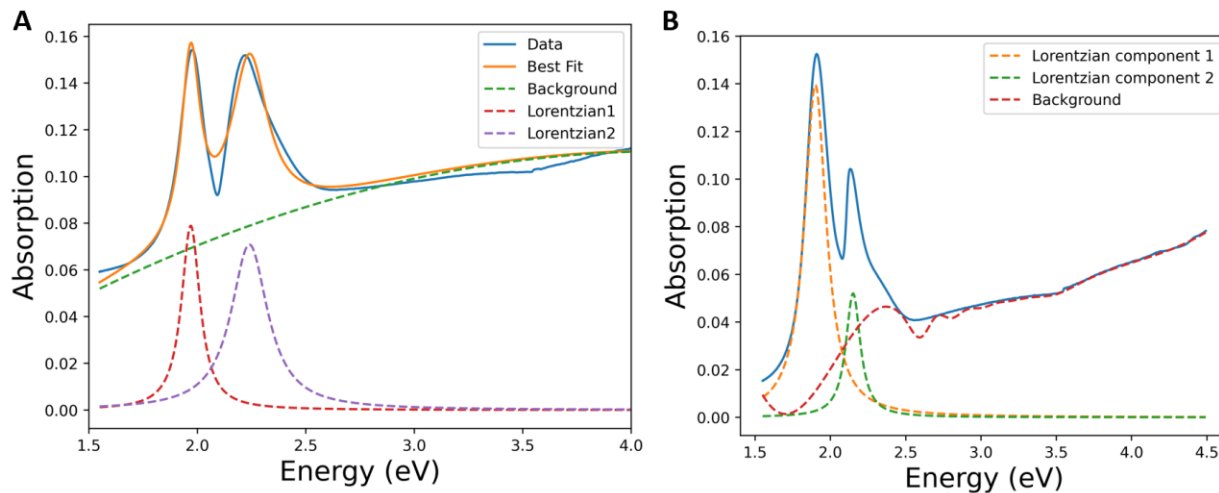 A
0.16
0.14
0.12
0.10
0.08
0.06
0.04
0.02
0.00
Absorption
1.5
2.0
2.5
3.0
3.5
4.0
Energy (eV)
Data
Best Fit
Background
Lorentzian1
Lorentzian2
B
0.16
0.14
0.12
0.10
0.08
0.06
0.04
0.02
0.00
Absorption
1.5
2.0
2.5
3.0
3.5
4.0
4.5
Energy (eV)
Lorentzian component 1
Lorentzian component 2
Background